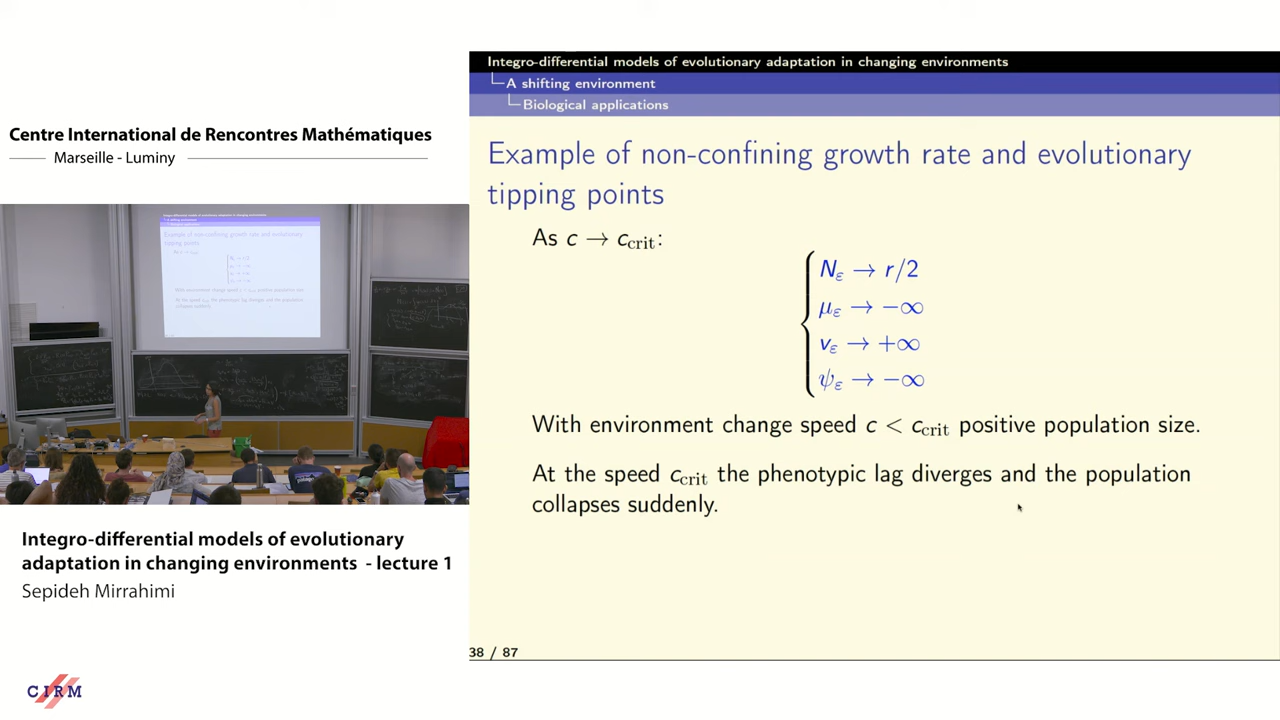 Centre International de Rencontres Mathématiques
Marseille - Luminy
Integro-differential models of evolutionary
adaptation in changing environments - lecture 1
Sepideh Mirrahimi
CIRM
Integro-differential models of evolutionary adaptation in changing environments
A shifting environment
Biological applications
Example of non-confining growth rate and evolutionary
tipping points
As c → c_crit:
N_ε → r/2
μ_ε → −∞
v_ε → +∞
ψ_ε → −∞
With environment change speed c < c_crit positive population size.
At the speed c_crit the phenotypic lag diverges and the population
collapses suddenly.
38 / 87